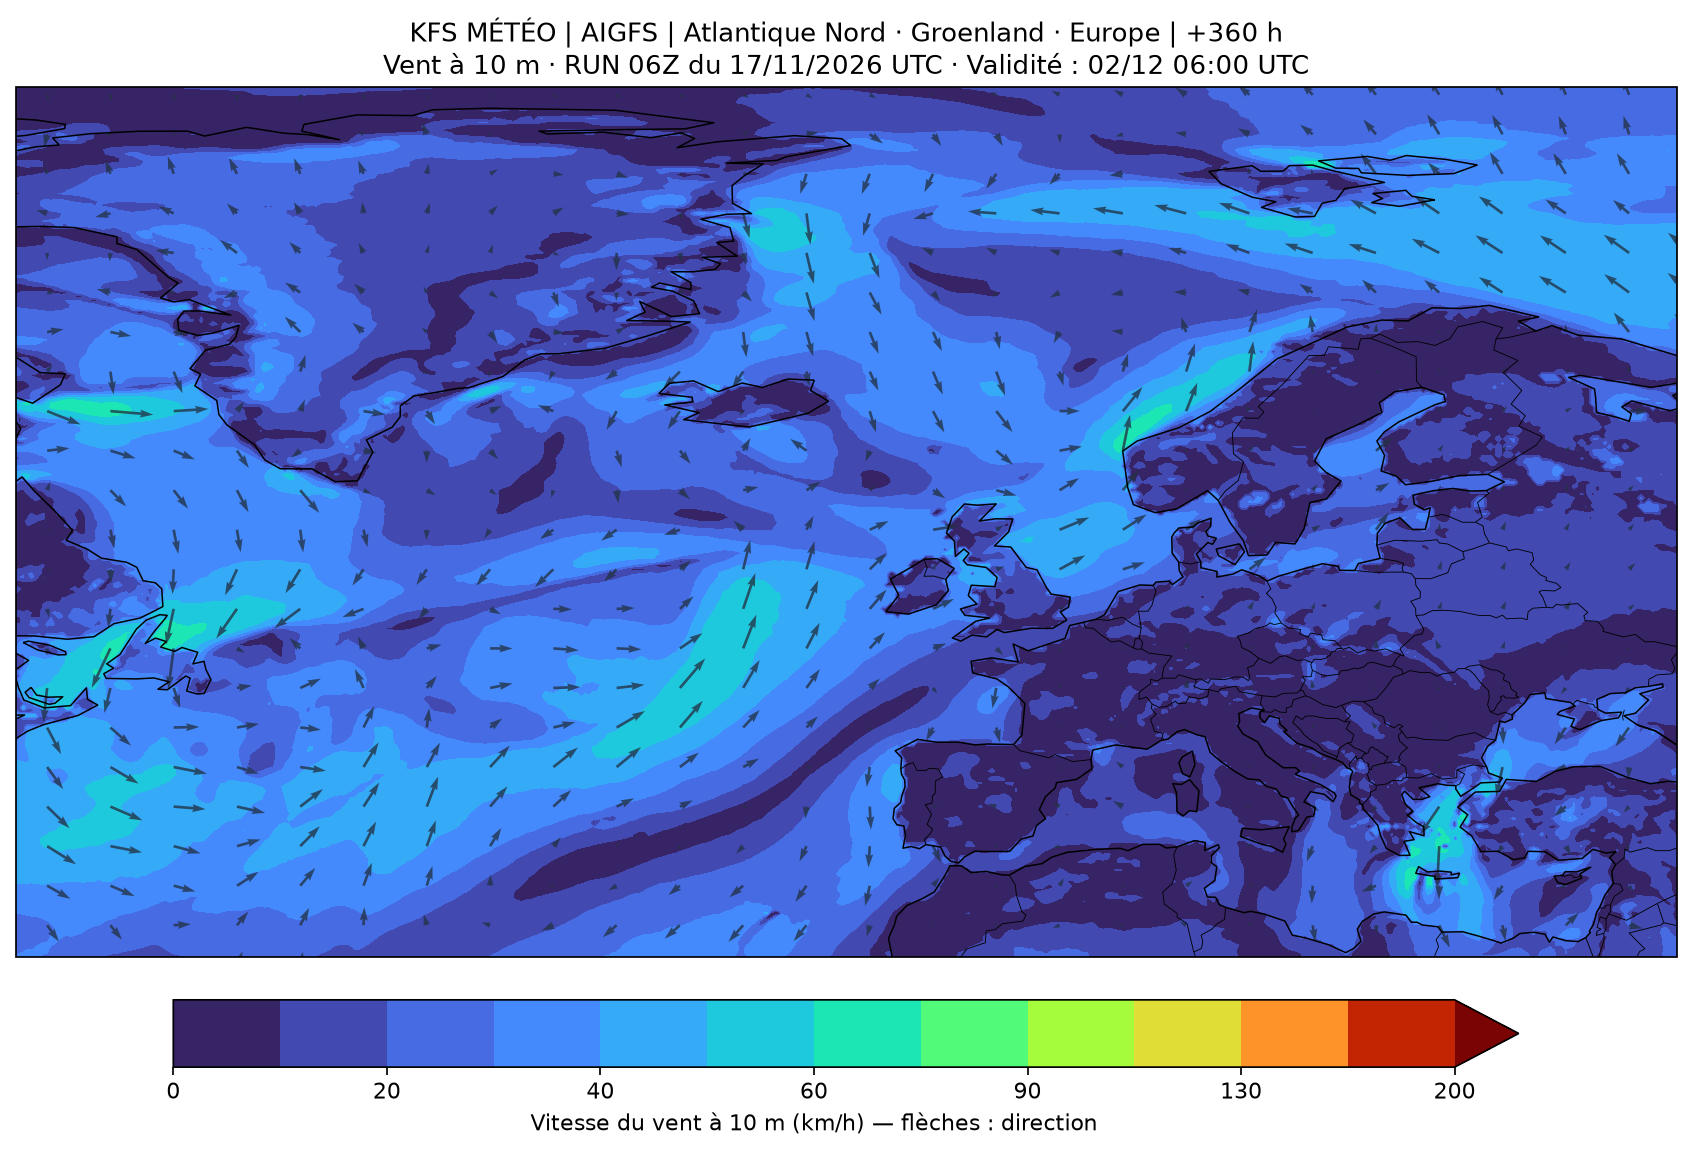 KFS MÉTÉO | AIGFS | Atlantique Nord · Groenland · Europe | +360 h
Vent à 10 m · RUN 06Z du 17/11/2026 UTC · Validité : 02/12 06:00 UTC
0 20 40 60 90 130 200
Vitesse du vent à 10 m (km/h) — flèches : direction